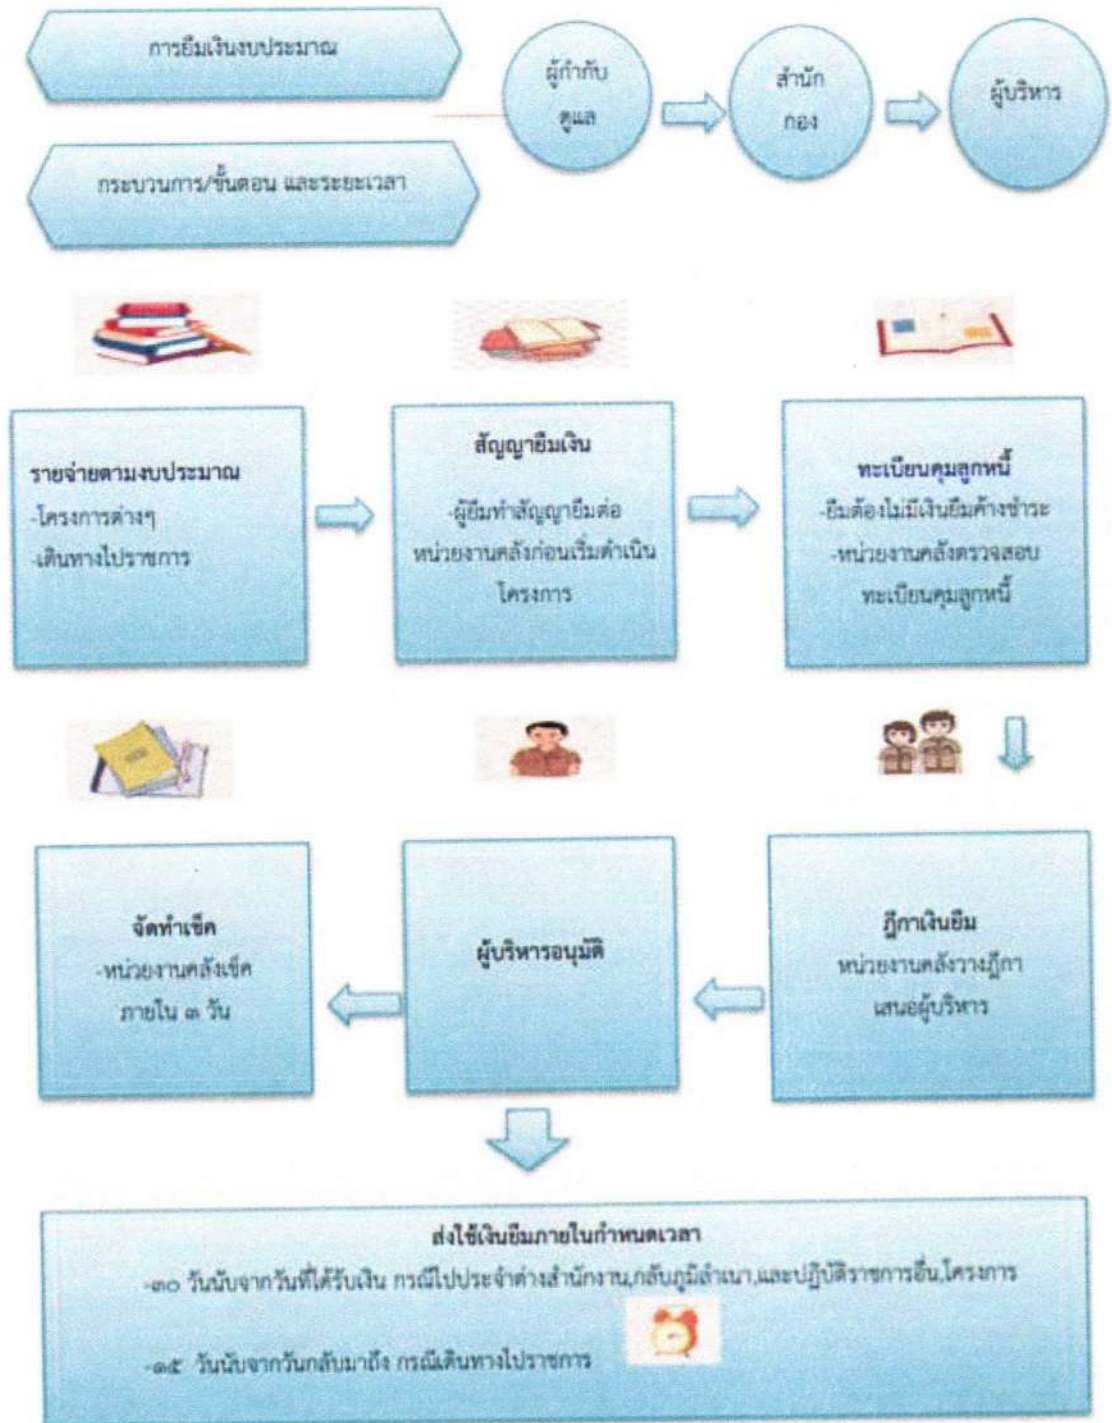 การยืมเงินงบประมาณ
ผู้กำกับ
ดูแล
สำนัก
กอง
ผู้บริหาร
กระบวนการ/ขั้นตอน และระยะเวลา
รายจ่ายตามงบประมาณ
-โครงการต่างๆ
-เดินทางไปราชการ
สัญญายืมเงิน
-ผู้ยืมทำสัญญายืมต่อ
หน่วยงานคลังก่อนเริ่มดำเนิน
โครงการ
ทะเบียนคุมลูกหนี้
-ยืมต้องไม่มีเงินยืมค้างชำระ
-หน่วยงานคลังตรวจสอบ
ทะเบียนคุมลูกหนี้
จัดทำเช็ค
-หน่วยงานคลังเช็ค
ภายใน ๓ วัน
ผู้บริหารอนุมัติ
ฎีกาเงินยืม
หน่วยงานคลังวางฎีกา
เสนอผู้บริหาร
ส่งใช้เงินยืมภายในกำหนดเวลา
-๓๐ วันนับจากวันที่ได้รับเงิน กรณีไปประจำต่างสำนักงาน,กลับภูมิลำเนา,และปฏิบัติราชการอื่น,โครงการ
-๑๕ วันนับจากวันกลับมาถึง กรณีเดินทางไปราชการ